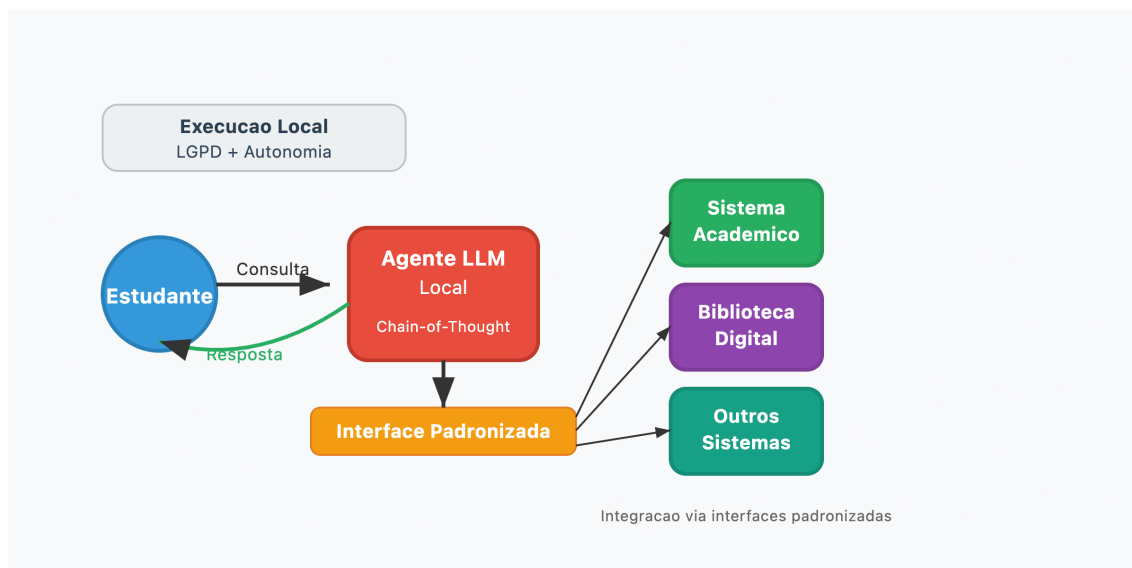 Execucao Local
LGPD + Autonomia
Sistema
Academico
Agente LLM
Local
Chain-of-Thought
Consulta
Estudante
Resposta
Biblioteca
Digital
Interface Padronizada
Outros
Sistemas
Integracao via interfaces padronizadas